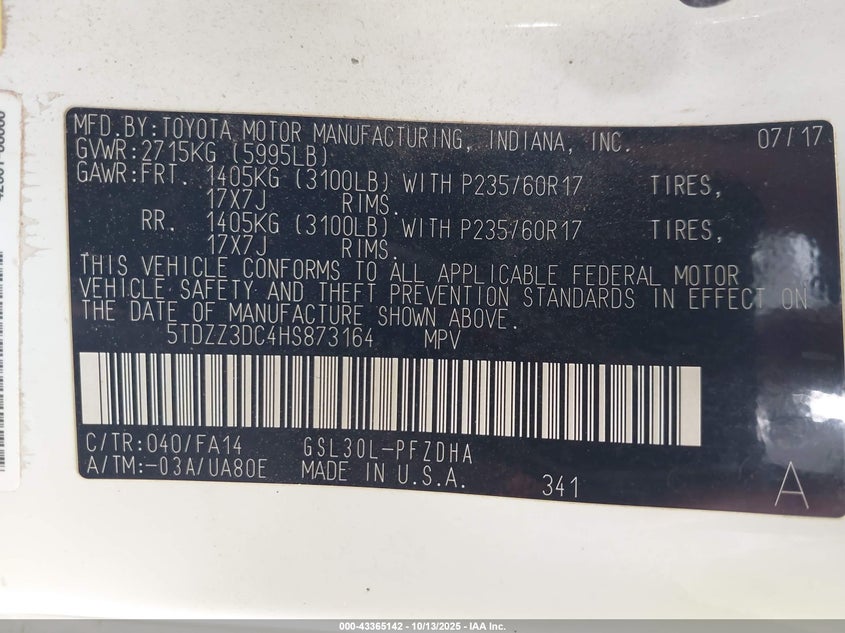 MFD.BY:TOYOTA MOTOR MANUFACTURING, INDIANA, INC. 07/17
GVWR:2715KG (5995LB)
GAWR:FRT. 1405KG (3100LB) WITH P235/60R17 TIRES,
17X7J RIMS.
RR. 1405KG (3100LB) WITH P235/60R17 TIRES,
17X7J RIMS.
THIS VEHICLE CONFORMS TO ALL APPLICABLE FEDERAL MOTOR
VEHICLE SAFETY AND THEFT PREVENTION STANDARDS IN EFFECT ON
THE DATE OF MANUFACTURE SHOWN ABOVE.
5TDZZ3DC4HS873164 MPV
C/TR:040/FA14 GSL30L-PFZDHA
A/TM:-03A/UA80E MADE IN U.S.A. 341 A
000-43365142 - 10/13/2025 - IAA Inc.